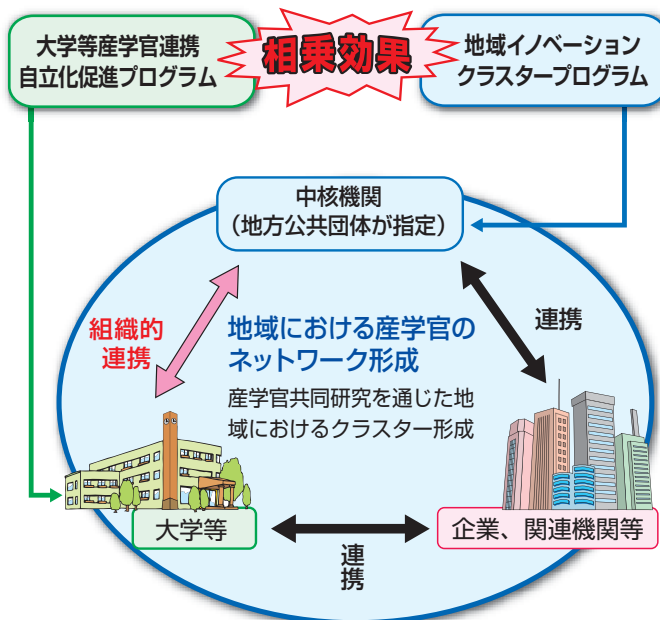 大学等産学官連携
自立化促進プログラム
相乗効果
地域イノベーション
クラスタープログラム
中核機関
（地方公共団体が指定）
組織的
連携
地域における産学官の
ネットワーク形成
産学官共同研究を通じた地
域におけるクラスター形成
連携
大学等
連携
企業、関連機関等